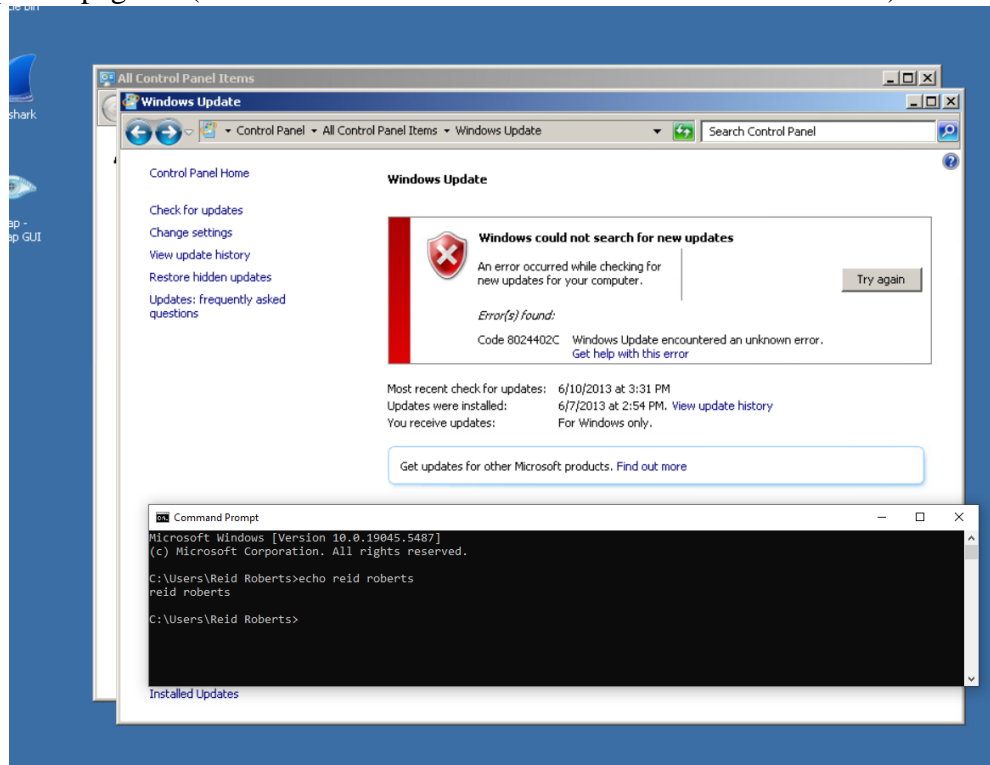 All Control Panel Items
Windows Update
Control Panel All Control Panel Items Windows Update Search Control Panel
shark
Control Panel Home
Windows Update
Check for updates
Change settings
View update history
Restore hidden updates
Updates: frequently asked
questions
GUI
Windows could not search for new updates
An error occurred while checking for
new updates for your computer.
Try again
Error(s) found:
Code 8024402C Windows Update encountered an unknown error.
Get help with this error
Most recent check for updates: 6/10/2013 at 3:31 PM
Updates were installed: 6/7/2013 at 2:54 PM. View update history
You receive updates: For Windows only.
Get updates for other Microsoft products. Find out more
Command Prompt
Microsoft Windows [Version 10.0.19045.5487]
(c) Microsoft Corporation. All rights reserved.
C:\Users\Reid Roberts>echo reid roberts
reid roberts
C:\Users\Reid Roberts>
Installed Updates